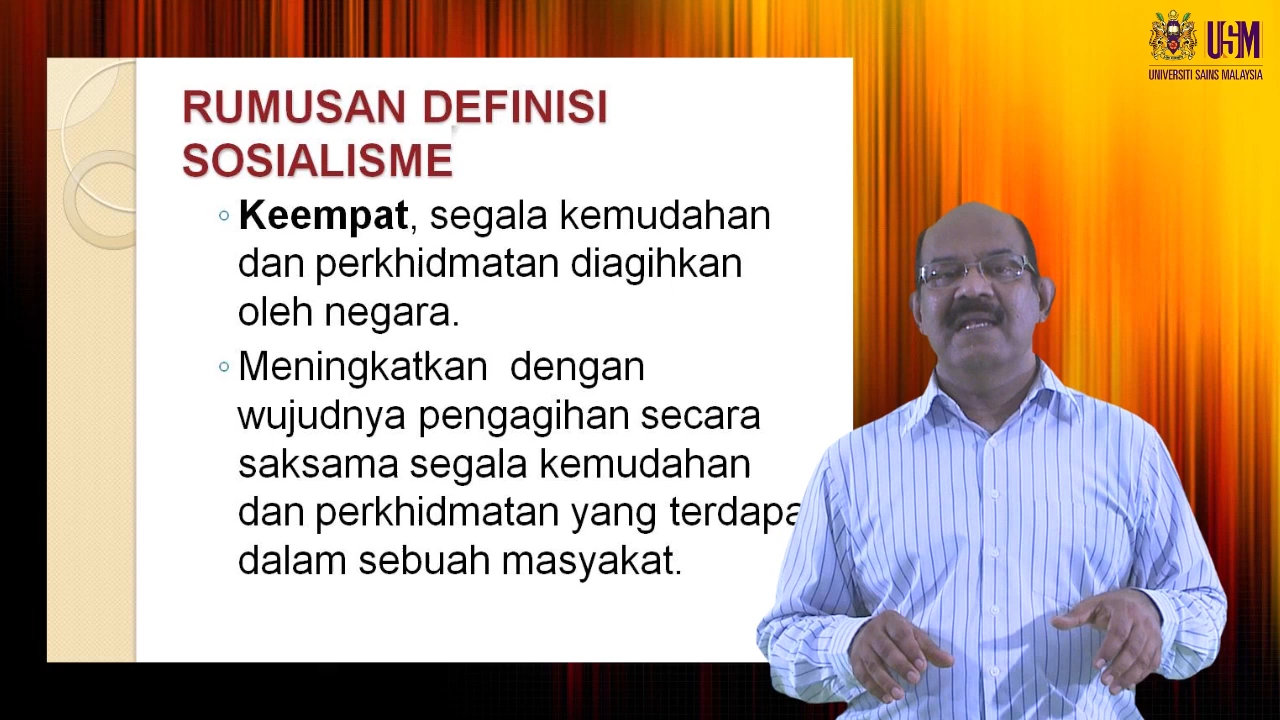 USM
UNIVERSITI SAINS MALAYSIA
RUMUSAN DEFINISI
SOSIALISME
Keempat, segala kemudahan
dan perkhidmatan diagihkan
oleh negara.
Meningkatkan dengan
wujudnya pengagihan secara
saksama segala kemudahan
dan perkhidmatan yang terdapa
dalam sebuah masyakat.